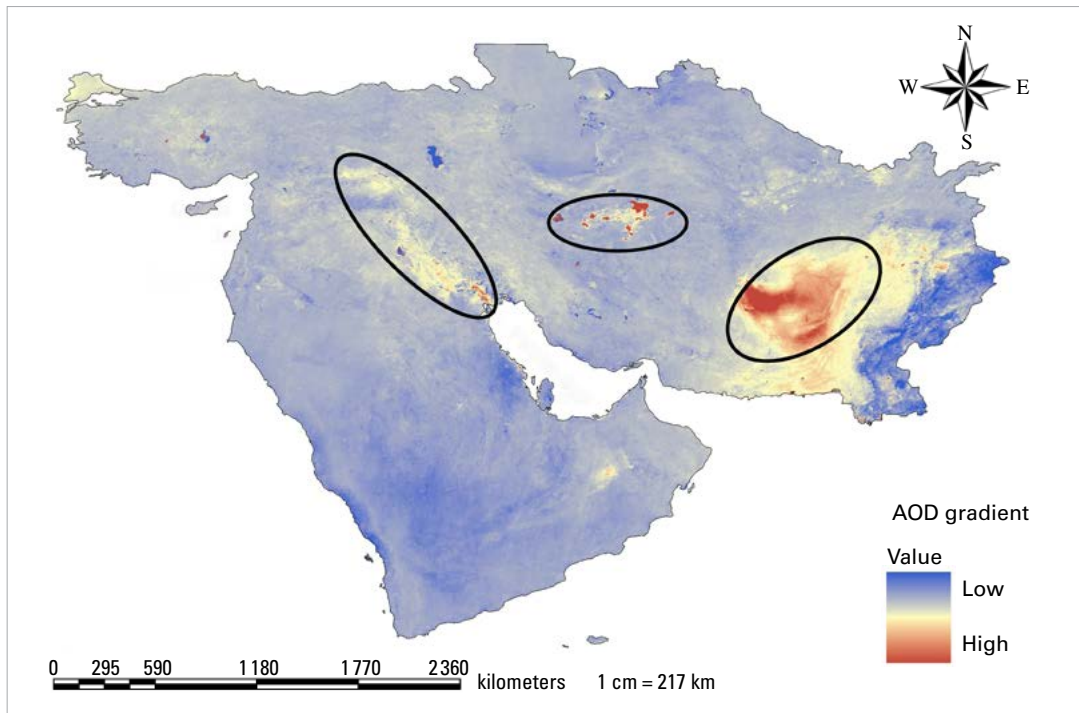 N
W E
S
AOD gradient
Value
Low
High
0 295 590 1 180 1 770 2 360 kilometers 1 cm = 217 km